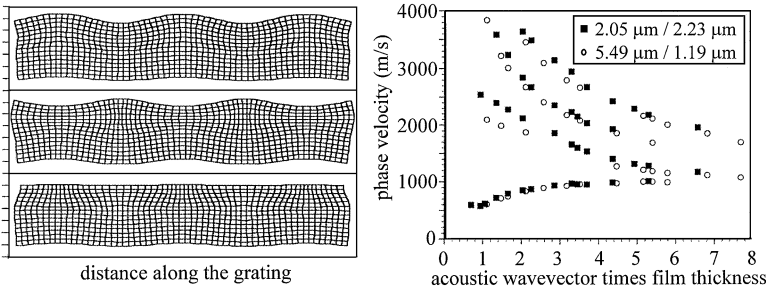 distance along the grating
phase velocity (m/s)
4000
3000
2000
1000
0
2.05 µm / 2.23 µm
5.49 µm / 1.19 µm
0 1 2 3 4 5 6 7 8
acoustic wavevector times film thickness